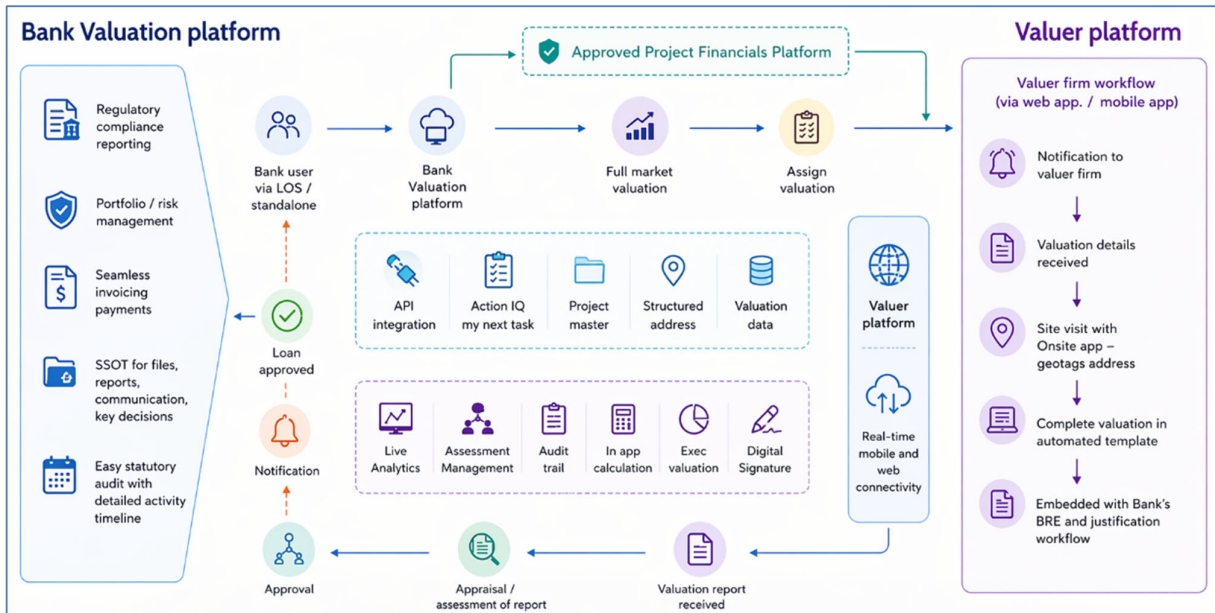 Bank Valuation platform
Approved Project Financials Platform
Valuer platform
Regulatory
compliance
reporting
Portfolio / risk
management
Seamless
invoicing
payments
SSOT for files,
reports,
communication,
key decisions
Easy statutory
audit with
detailed activity
timeline
Bank user
via LOS /
standalone
Bank
Valuation
platform
Full market
valuation
Assign
valuation
API
integration
Action IQ
my next task
Project
master
Structured
address
Valuation
data
Live
Analytics
Assessment
Management
Audit
trail
In app
calculation
Exec
valuation
Digital
Signature
Loan
approved
Notification
Approval
Appraisal /
assessment of report
Valuation report
received
Valuer
platform
Real-time
mobile and
web
connectivity
Valuer firm workflow
(via web app. / mobile app)
Notification to
valuer firm
Valuation details
received
Site visit with
Onsite app –
geotags address
Complete valuation in
automated template
Embedded with Bank's
BRE and justification
workflow